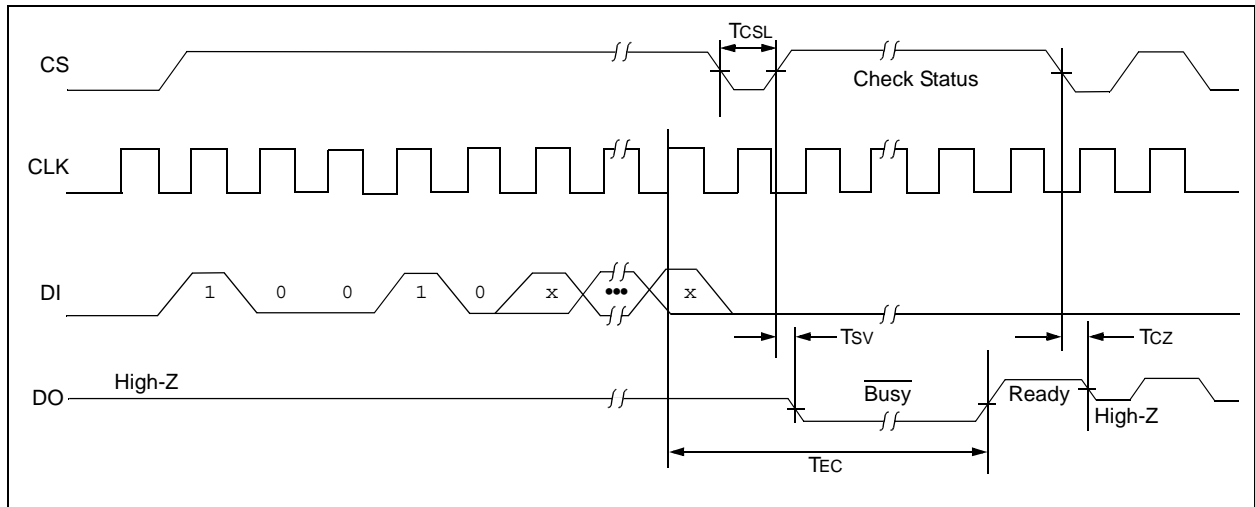 TCSL
CS
Check Status
CLK
DI
1 0 0 1 0 x ••• x
TSV
TCZ
High-Z
DO
Busy
Ready
High-Z
TEC